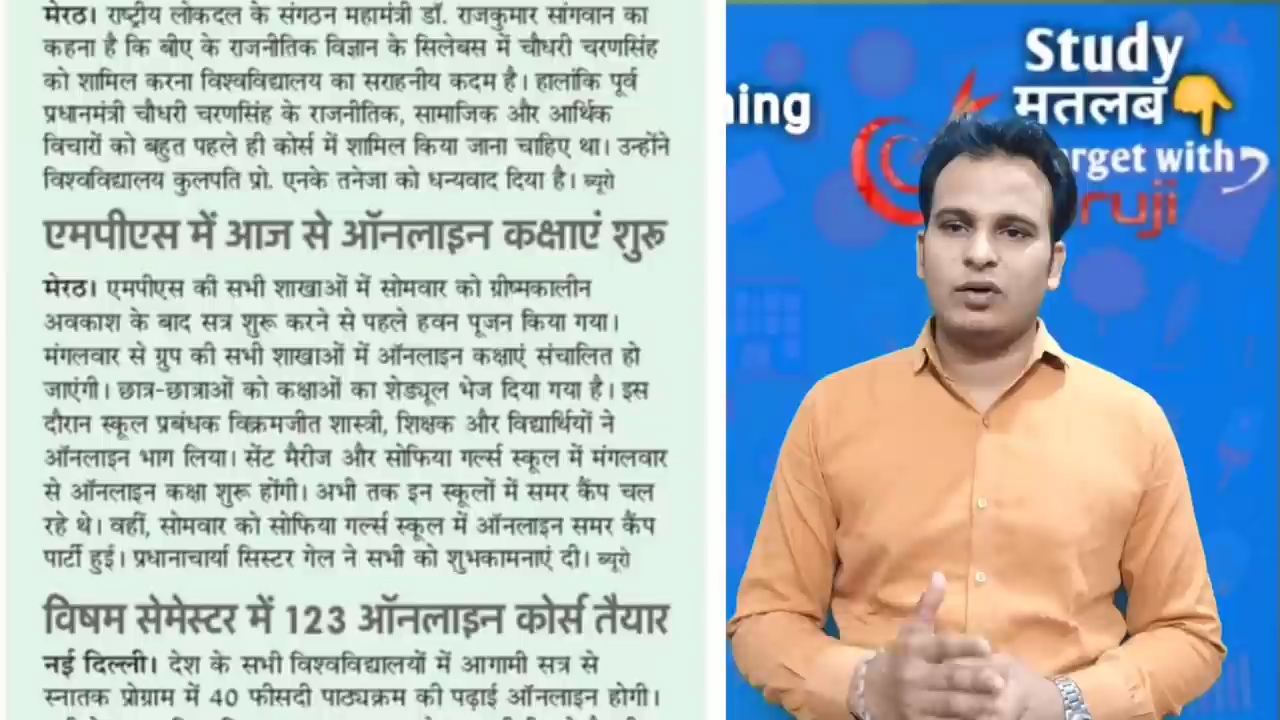 मेरठ। राष्ट्रीय लोकदल के संगठन महामंत्री डॉ. राजकुमार सांगवान का
कहना है कि बीए के राजनीतिक विज्ञान के सिलेबस में चौधरी चरणसिंह
को शामिल करना विश्वविद्यालय का सराहनीय कदम है। हालांकि पूर्व
प्रधानमंत्री चौधरी चरणसिंह के राजनीतिक, सामाजिक और आर्थिक
विचारों को बहुत पहले ही कोर्स में शामिल किया जाना चाहिए था। उन्होंने
विश्वविद्यालय कुलपति प्रो. एनके तनेजा को धन्यवाद दिया है। ब्यूरो
एमपीएस में आज से ऑनलाइन कक्षाएं शुरू
मेरठ। एमपीएस की सभी शाखाओं में सोमवार को ग्रीष्मकालीन
अवकाश के बाद सत्र शुरू करने से पहले हवन पूजन किया गया।
मंगलवार से ग्रुप की सभी शाखाओं में ऑनलाइन कक्षाएं संचालित हो
जाएंगी। छात्र-छात्राओं को कक्षाओं का शेड्यूल भेज दिया गया है। इस
दौरान स्कूल प्रबंधक विक्रमजीत शास्त्री, शिक्षक और विद्यार्थियों ने
ऑनलाइन भाग लिया। सेंट मैरीज और सोफिया गर्ल्स स्कूल में मंगलवार
से ऑनलाइन कक्षा शुरू होंगी। अभी तक इन स्कूलों में समर कैंप चल
रहे थे। वहीं, सोमवार को सोफिया गर्ल्स स्कूल में ऑनलाइन समर कैंप
पार्टी हुई। प्रधानाचार्या सिस्टर गेल ने सभी को शुभकामनाएं दी। ब्यूरो
विषम सेमेस्टर में 123 ऑनलाइन कोर्स तैयार
नई दिल्ली। देश के सभी विश्वविद्यालयों में आगामी सत्र से
स्नातक प्रोग्राम में 40 फीसदी पाठ्यक्रम की पढ़ाई ऑनलाइन होगी।
Study
मतलब
ning
rget with
ruji